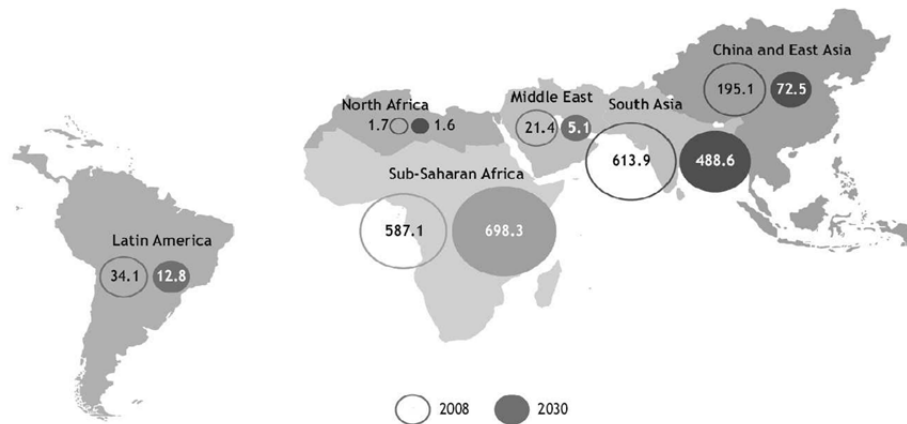 China and East Asia
195.1 72.5
North Africa
1.7 1.6
Middle East
21.4 5.1
South Asia
613.9 488.6
Sub-Saharan Africa
587.1 698.3
Latin America
34.1 12.8
2008 2030